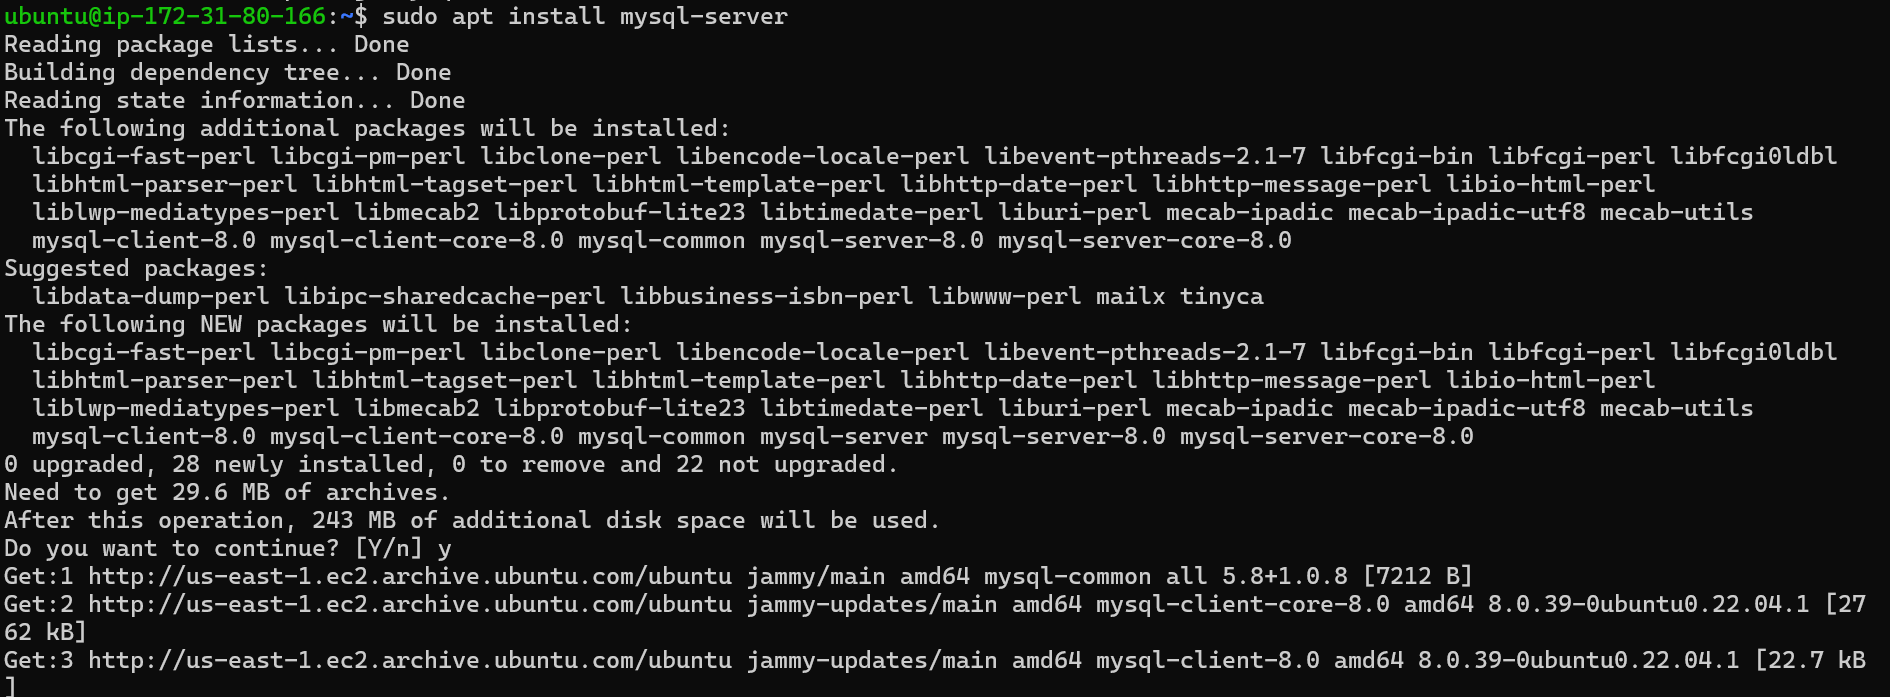 ubuntu@ip-172-31-80-166:~$ sudo apt install mysql-server
Reading package lists... Done
Building dependency tree... Done
Reading state information... Done
The following additional packages will be installed:
  libcgi-fast-perl libcgi-pm-perl libclone-perl libencode-locale-perl libevent-pthreads-2.1-7 libfcgi-bin libfcgi-perl libfcgi0ldbl
  libhtml-parser-perl libhtml-tagset-perl libhtml-template-perl libhttp-date-perl libhttp-message-perl libio-html-perl
  liblwp-mediatypes-perl libmecab2 libprotobuf-lite23 libtimedate-perl liburi-perl mecab-ipadic mecab-ipadic-utf8 mecab-utils
  mysql-client-8.0 mysql-client-core-8.0 mysql-common mysql-server-8.0 mysql-server-core-8.0
Suggested packages:
  libdata-dump-perl libipc-sharedcache-perl libbusiness-isbn-perl libwww-perl mailx tinyca
The following NEW packages will be installed:
  libcgi-fast-perl libcgi-pm-perl libclone-perl libencode-locale-perl libevent-pthreads-2.1-7 libfcgi-bin libfcgi-perl libfcgi0ldbl
  libhtml-parser-perl libhtml-tagset-perl libhtml-template-perl libhttp-date-perl libhttp-message-perl libio-html-perl
  liblwp-mediatypes-perl libmecab2 libprotobuf-lite23 libtimedate-perl liburi-perl mecab-ipadic mecab-ipadic-utf8 mecab-utils
  mysql-client-8.0 mysql-client-core-8.0 mysql-common mysql-server mysql-server-8.0 mysql-server-core-8.0
0 upgraded, 28 newly installed, 0 to remove and 22 not upgraded.
Need to get 29.6 MB of archives.
After this operation, 243 MB of additional disk space will be used.
Do you want to continue? [Y/n] y
Get:1 http://us-east-1.ec2.archive.ubuntu.com/ubuntu jammy/main amd64 mysql-common all 5.8+1.0.8 [7212 B]
Get:2 http://us-east-1.ec2.archive.ubuntu.com/ubuntu jammy-updates/main amd64 mysql-client-core-8.0 amd64 8.0.39-0ubuntu0.22.04.1 [27
62 kB]
Get:3 http://us-east-1.ec2.archive.ubuntu.com/ubuntu jammy-updates/main amd64 mysql-client-8.0 amd64 8.0.39-0ubuntu0.22.04.1 [22.7 kB
]